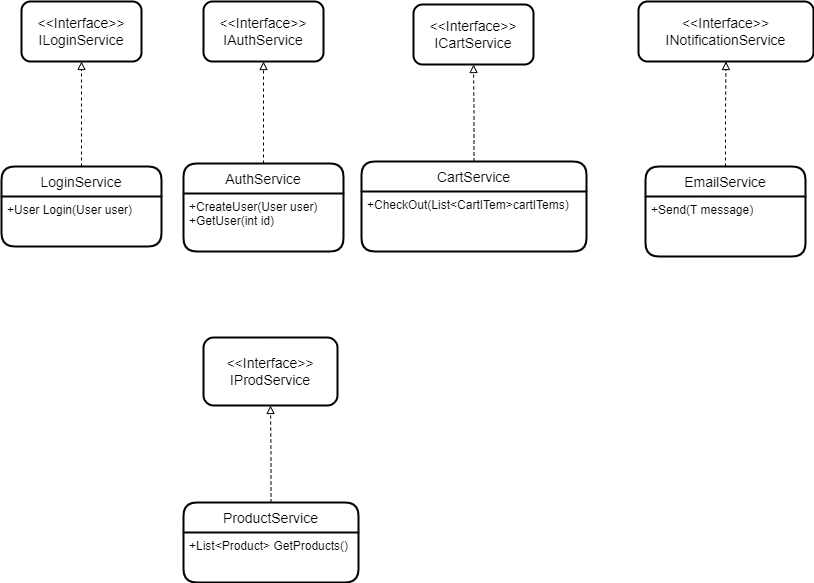 <<Interface>>
ILoginService
<<Interface>>
IAuthService
<<Interface>>
ICartService
<<Interface>>
INotificationService
LoginService
+User Login(User user)
AuthService
+CreateUser(User user)
+GetUser(int id)
CartService
+CheckOut(List<CartITem>cartITems)
EmailService
+Send(T message)
<<Interface>>
IProdService
ProductService
+List<Product> GetProducts()